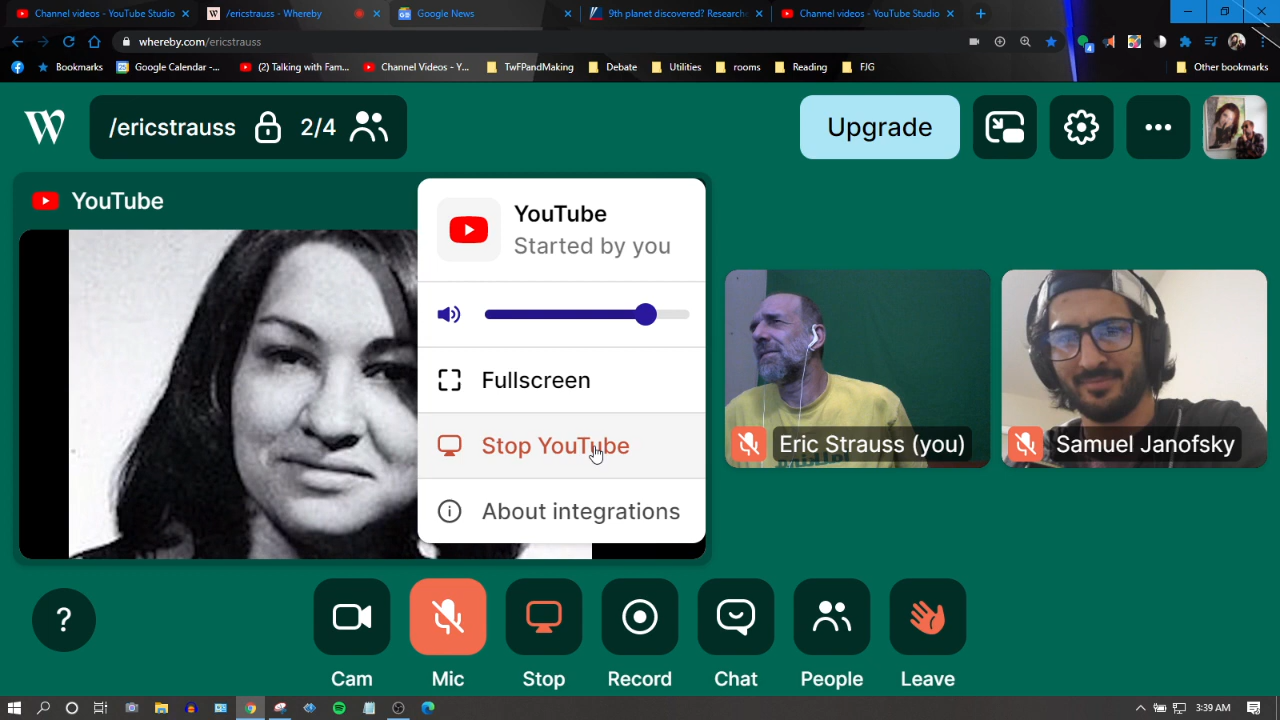 Channel videos - YouTube Studio
/ericstrauss - Whereby
Google News
9th planet discovered? Researche
Channel videos - YouTube Studio
whereby.com/ericstrauss
Bookmarks
Google Calendar -...
(2) Talking with Fam...
Channel Videos - Y...
TwFPandMaking
Debate
Utilities
rooms
Reading
FJG
Other bookmarks
/ericstrauss
2/4
Upgrade
YouTube
YouTube
Started by you
Fullscreen
Stop YouTube
About integrations
Eric Strauss (you)
Samuel Janofsky
?
Cam
Mic
Stop
Record
Chat
People
Leave
3:39 AM